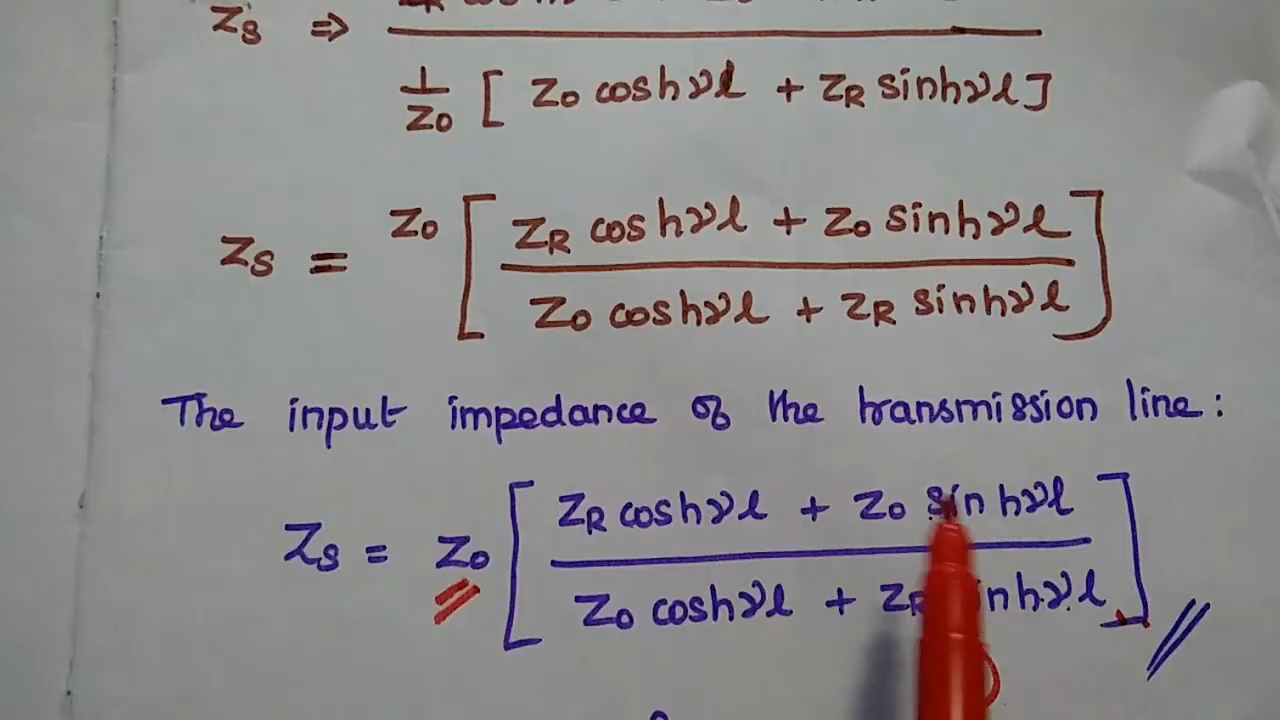 Zs ⇒
1/Z0 [ Z0 coshγl + ZR sinhγl ]
Zs = Z0 [ ZR coshγl + Z0 sinhγl
Z0 coshγl + ZR sinhγl ]
The input impedance of the transmission line:
Zs = Z0 [ ZR coshγl + Z0 sinhγl
Z0 coshγl + ZR inhγl ]